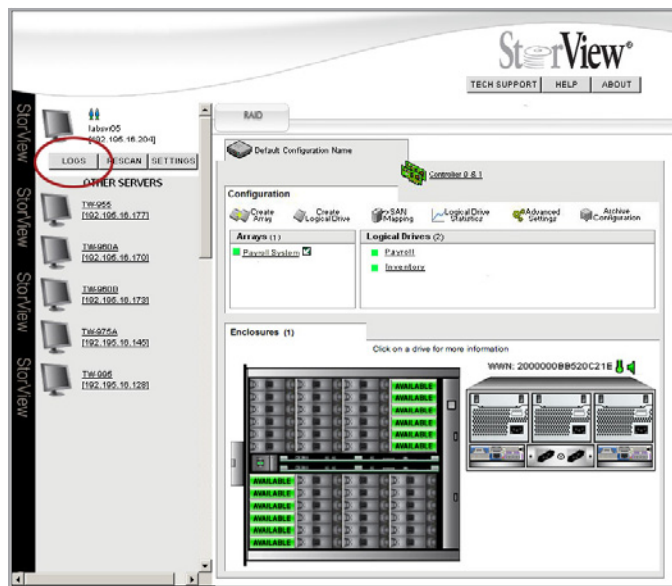 StorView®
TECH SUPPORT HELP ABOUT
StorView
StorView
StorView
StorView
labsvr05
[192.195.16.204]
LOGS RESCAN SETTINGS
OTHER SERVERS
TW-955
[192.195.16.177]
TW-960A
[192.195.16.170]
TW-960B
[192.195.16.173]
TW-975A
[192.195.16.145]
TW-995
[192.195.16.128]
RAID
Default Configuration Name
Controller 0 & 1
Configuration
Create Array
Create Logical Drive
SAN Mapping
Logical Drive Statistics
Advanced Settings
Archive Configuration
Arrays (1)
Payroll System
Logical Drives (2)
Payroll
Inventory
Enclosures (1)
Click on a drive for more information
WWN: 2000000BB520C21E
AVAILABLE
AVAILABLE
AVAILABLE
AVAILABLE
AVAILABLE
AVAILABLE
AVAILABLE
AVAILABLE
AVAILABLE
AVAILABLE
AVAILABLE
AVAILABLE